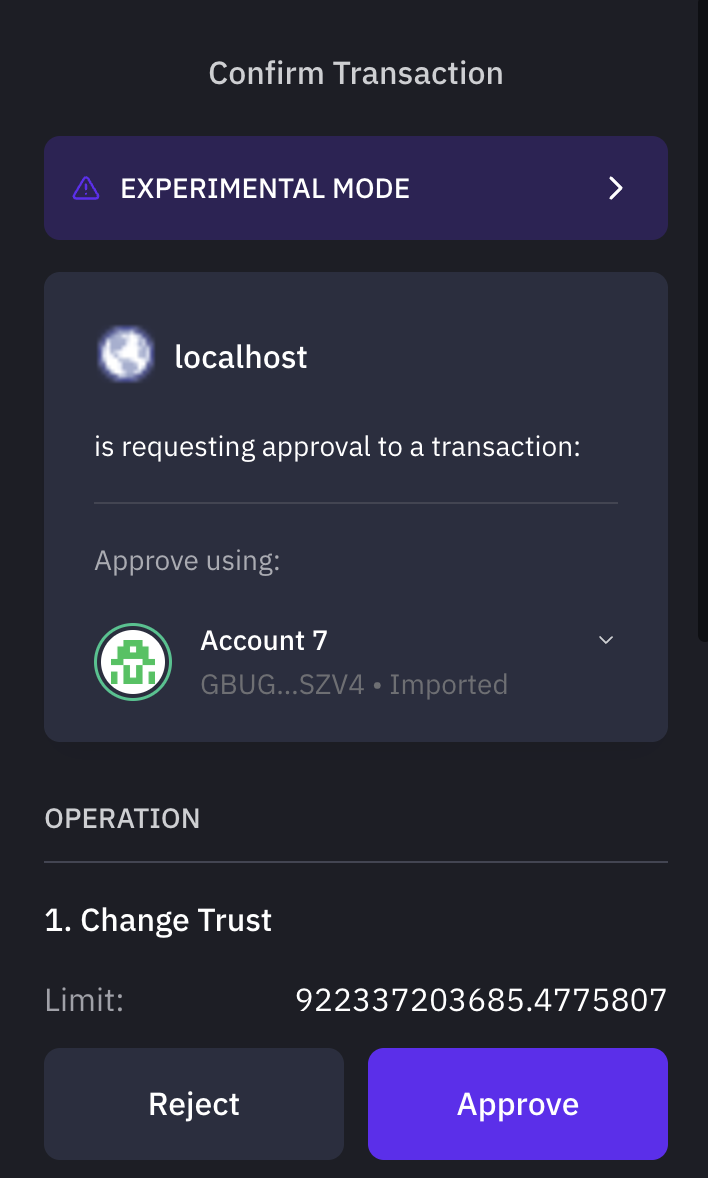 Confirm Transaction
EXPERIMENTAL MODE
localhost
is requesting approval to a transaction:
Approve using:
Account 7
GBUG...SZV4 • Imported
OPERATION
1. Change Trust
Limit: 922337203685.4775807
Reject Approve